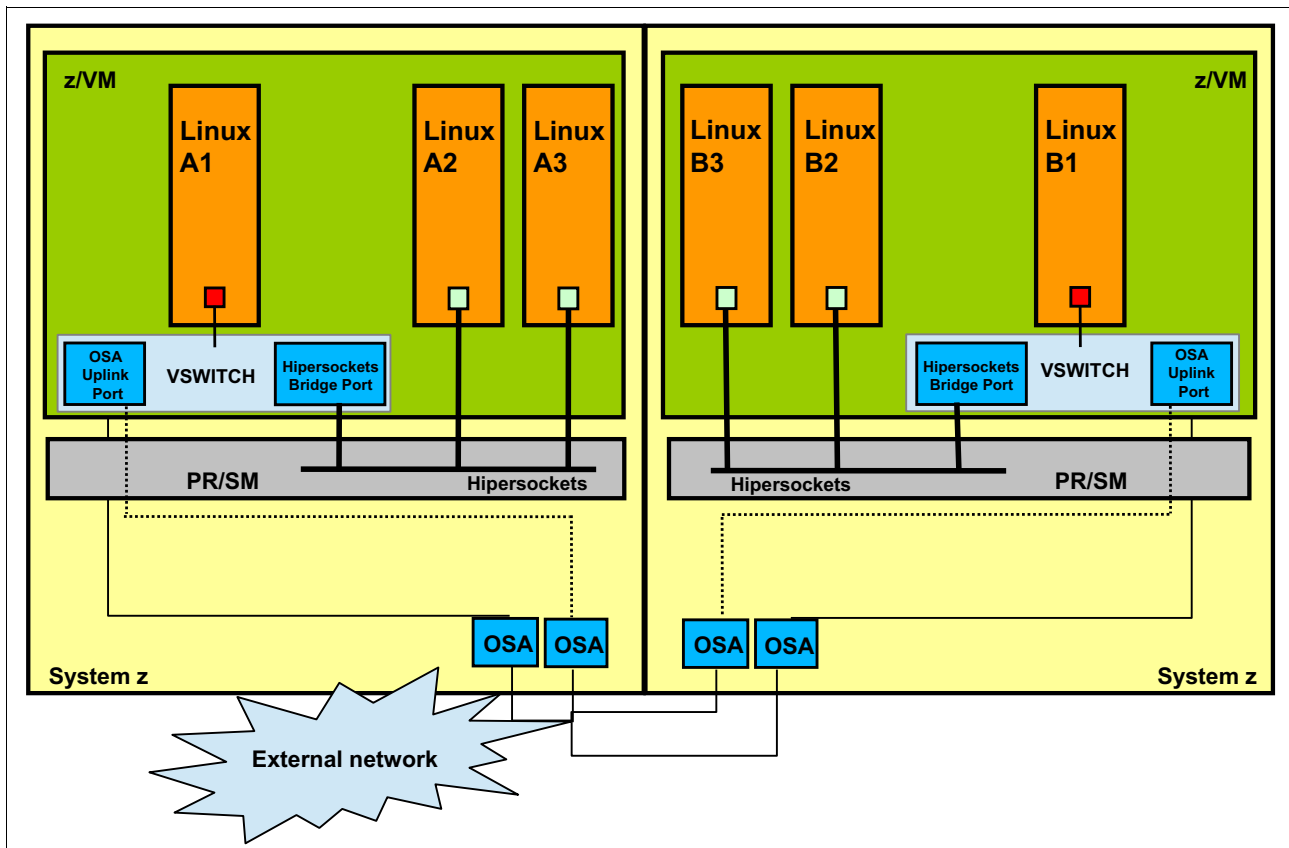 z/VM
Linux
A1
Linux
A2
Linux
A3
OSA
Uplink
Port
VSWITCH
Hipersockets
Bridge Port
PR/SM
Hipersockets
OSA
OSA
System z
z/VM
Linux
B3
Linux
B2
Linux
B1
Hipersockets
Bridge Port
VSWITCH
OSA
Uplink
Port
Hipersockets
PR/SM
OSA
OSA
System z
External network